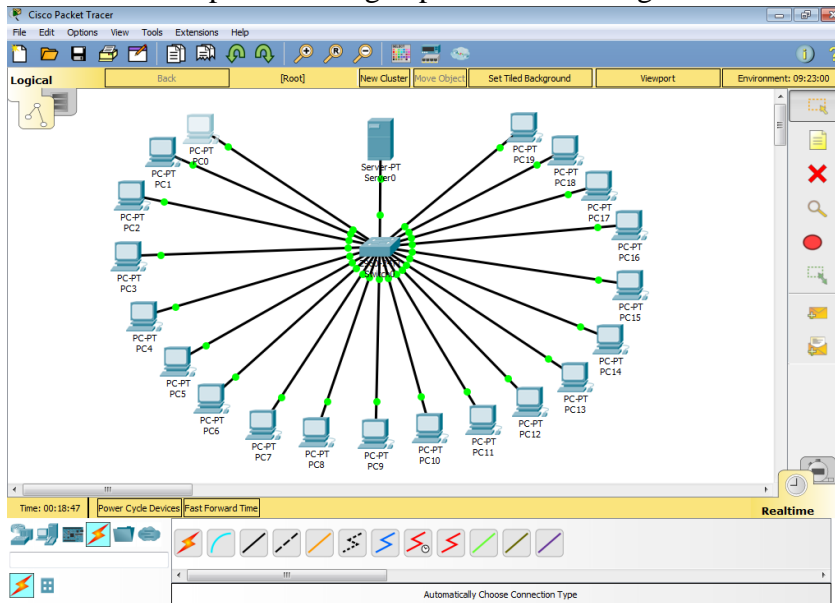 Cisco Packet Tracer
File Edit Options View Tools Extensions Help
Logical Back [Root] New Cluster Move Object Set Tiled Background Viewport Environment: 09:23:00
PC-PT
PC0
PC-PT
PC1
PC-PT
PC2
PC-PT
PC3
PC-PT
PC4
PC-PT
PC5
PC-PT
PC6
PC-PT
PC7
PC-PT
PC8
PC-PT
PC9
PC-PT
PC10
PC-PT
PC11
PC-PT
PC12
PC-PT
PC13
PC-PT
PC14
PC-PT
PC15
PC-PT
PC16
PC-PT
PC17
PC-PT
PC18
PC-PT
PC19
Server-PT
Server0
Time: 00:18:47 Power Cycle Devices Fast Forward Time Realtime
Automatically Choose Connection Type